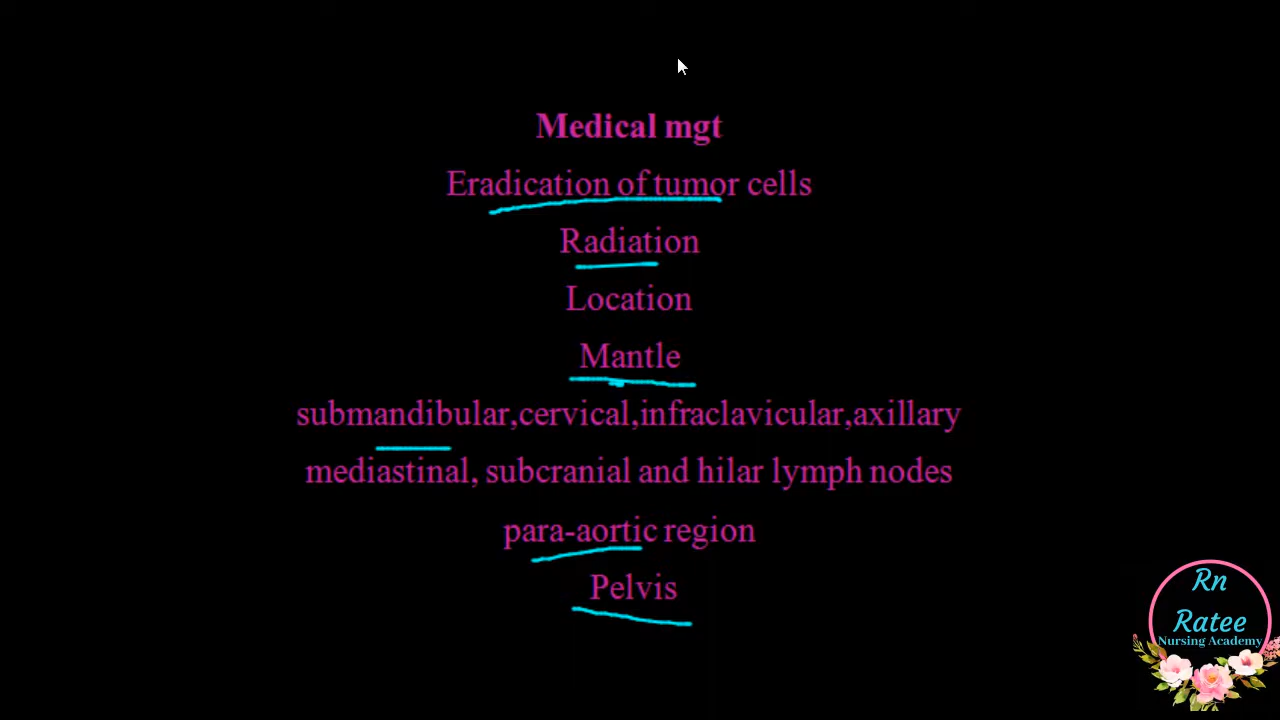 Medical mgt
Eradication of tumor cells
Radiation
Location
Mantle
submandibular,cervical,infraclavicular,axillary
mediastinal, subcranial and hilar lymph nodes
para-aortic region
Pelvis
Rn
Ratee
Nursing Academy